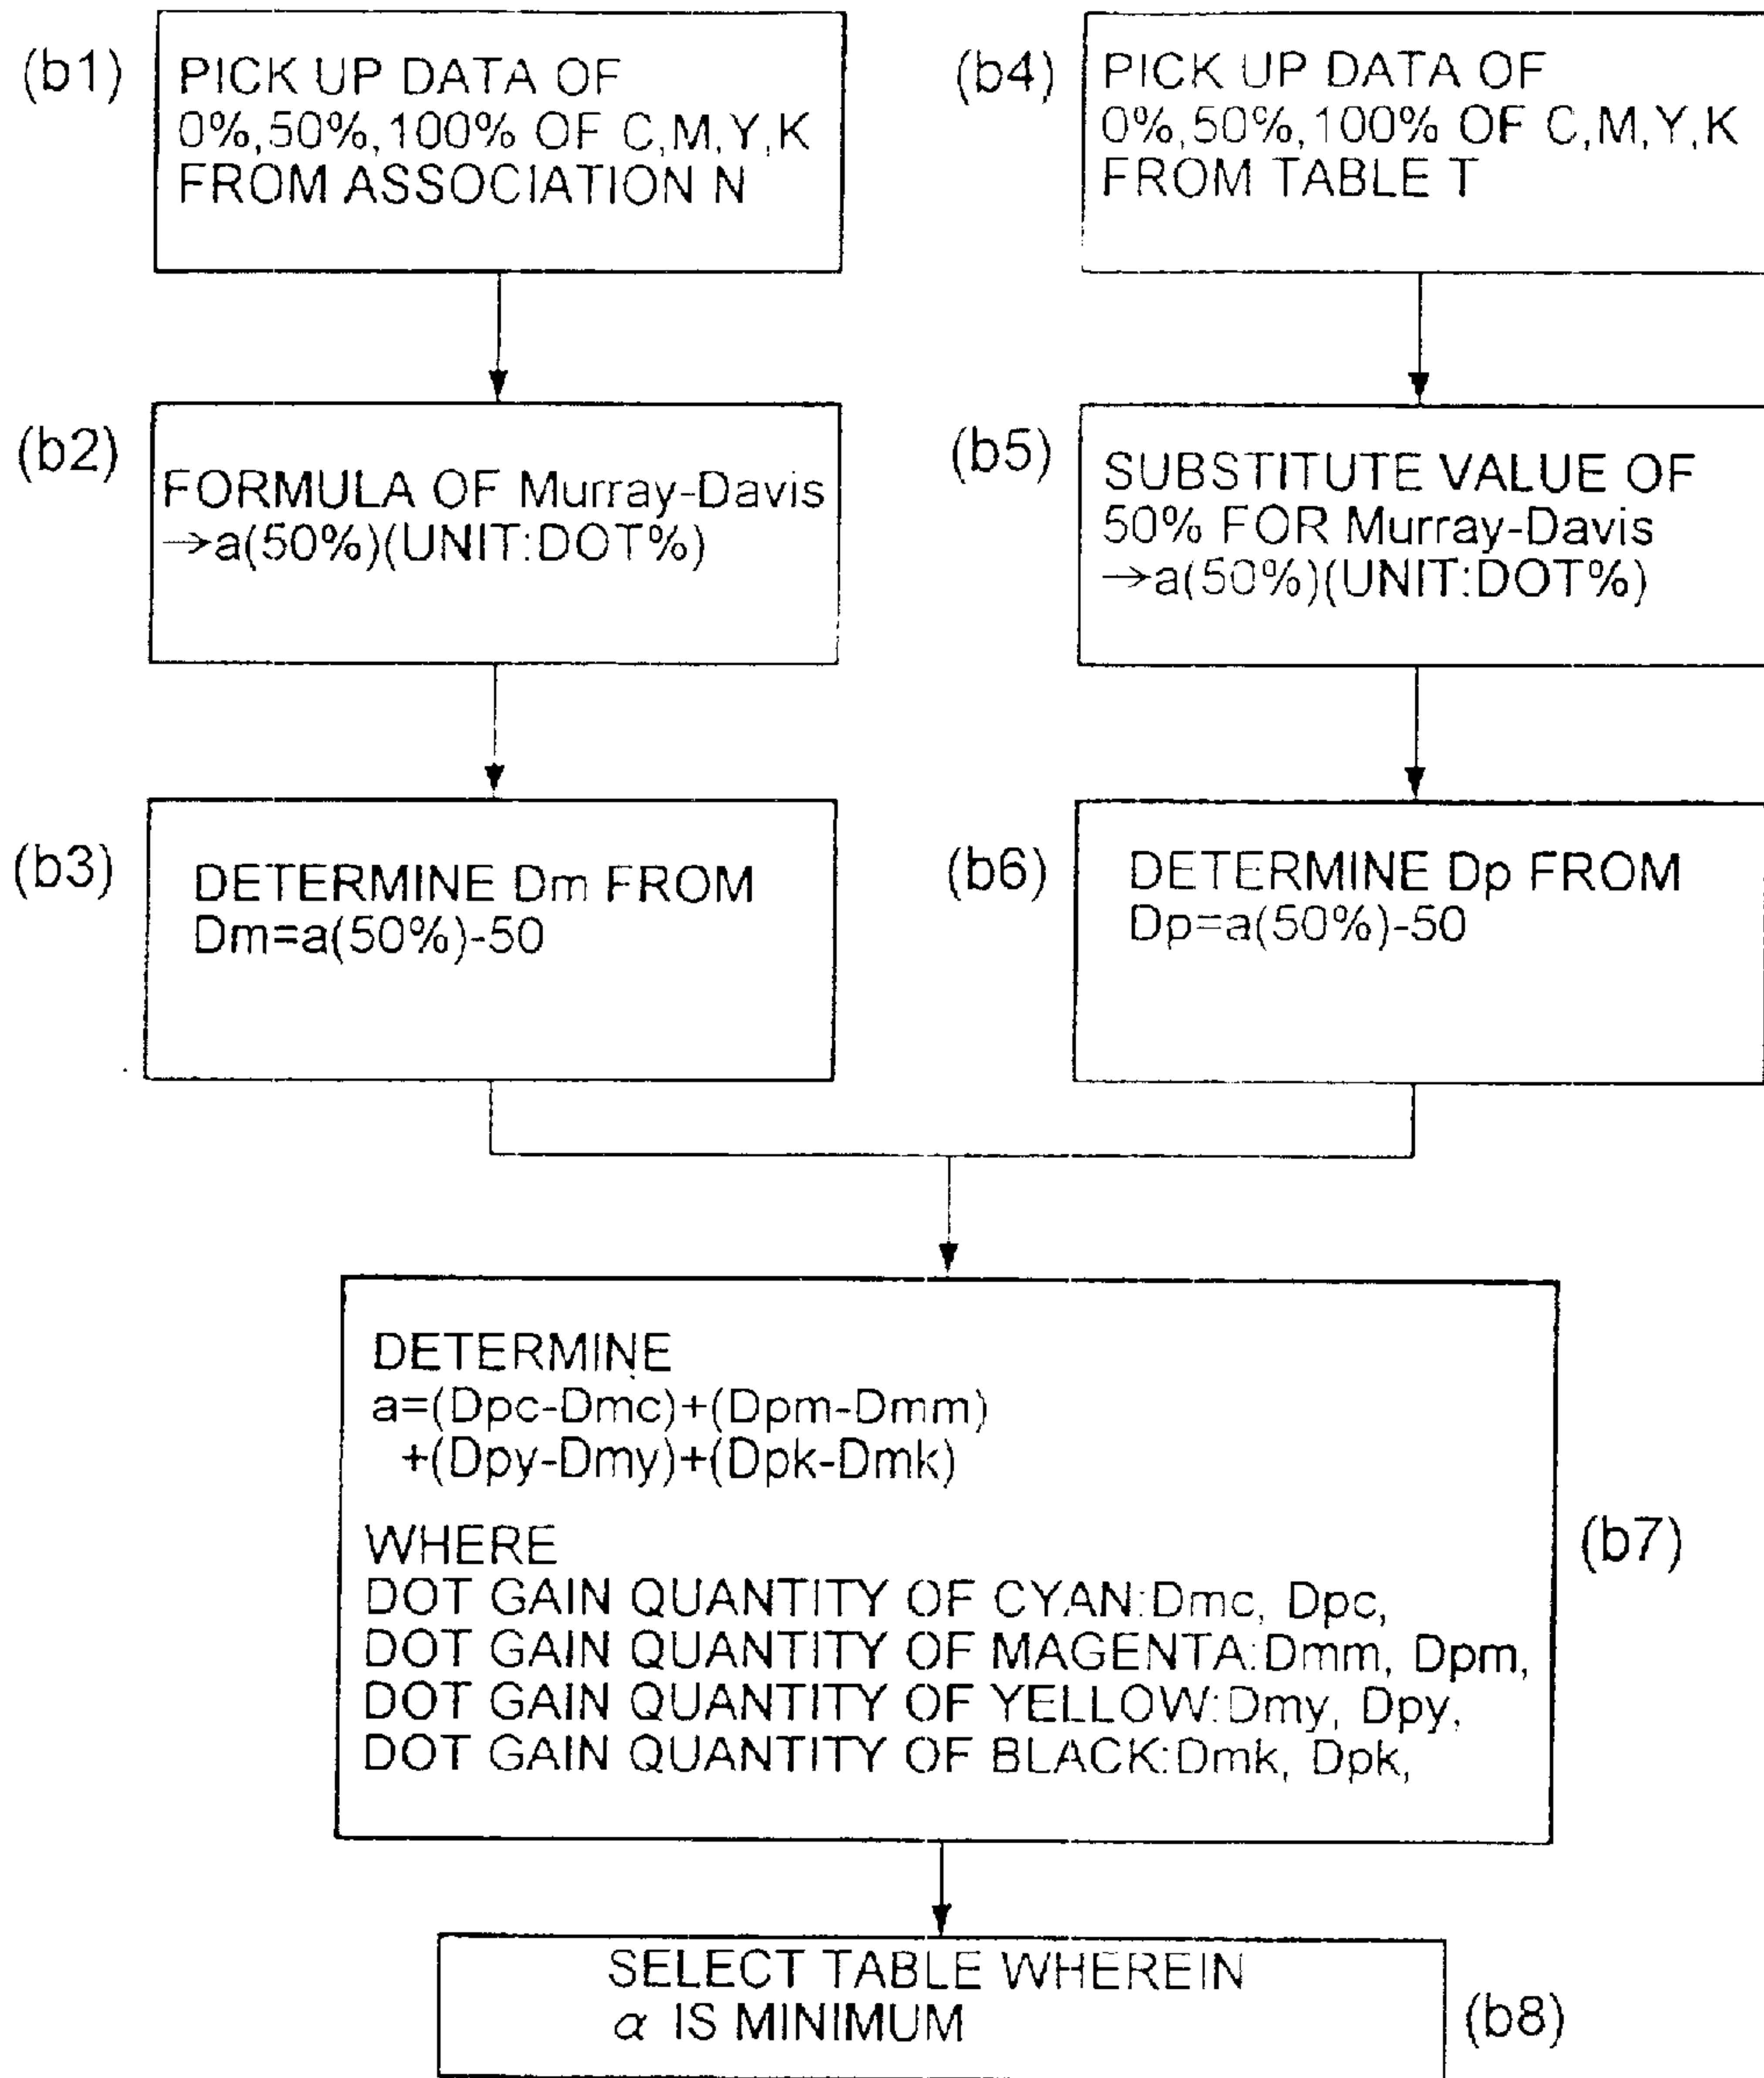 (b1)
PICK UP DATA OF
0%,50%,100% OF C,M,Y,K
FROM ASSOCIATION N
(b4)
PICK UP DATA OF
0%,50%,100% OF C,M,Y,K
FROM TABLE T
(b2)
FORMULA OF Murray-Davis
→a(50%)(UNIT:DOT%)
(b5)
SUBSTITUTE VALUE OF
50% FOR Murray-Davis
→a(50%)(UNIT:DOT%)
(b3)
DETERMINE Dm FROM
Dm=a(50%)-50
(b6)
DETERMINE Dp FROM
Dp=a(50%)-50
DETERMINE
a=(Dpc-Dmc)+(Dpm-Dmm)
+(Dpy-Dmy)+(Dpk-Dmk)
WHERE
DOT GAIN QUANTITY OF CYAN:Dmc, Dpc,
DOT GAIN QUANTITY OF MAGENTA:Dmm, Dpm,
DOT GAIN QUANTITY OF YELLOW:Dmy, Dpy,
DOT GAIN QUANTITY OF BLACK:Dmk, Dpk,
(b7)
SELECT TABLE WHEREIN
α IS MINIMUM
(b8)